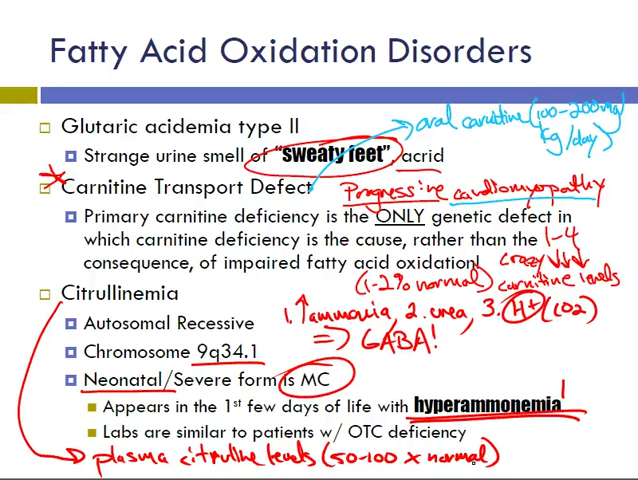 Fatty Acid Oxidation Disorders
oral carnitine (100-200mg/
kg/day)
Glutaric acidemia type II
Strange urine smell of "sweaty feet", acrid
Carnitine Transport Defect
Progressive cardiomyopathy
Primary carnitine deficiency is the ONLY genetic defect in
which carnitine deficiency is the cause, rather than the
consequence, of impaired fatty acid oxidation
1-4
crazy ↓↓↓
(1-2% normal) carnitine levels
Citrullinemia
1. ↑ammonia, 2. urea, 3. H+ (CO2)
⇒ GABA!
Autosomal Recessive
Chromosome 9q34.1
Neonatal/Severe form is MC
Appears in the 1st few days of life with hyperammonemia
Labs are similar to patients w/ OTC deficiency
plasma citruline levels (50-100 x normal)